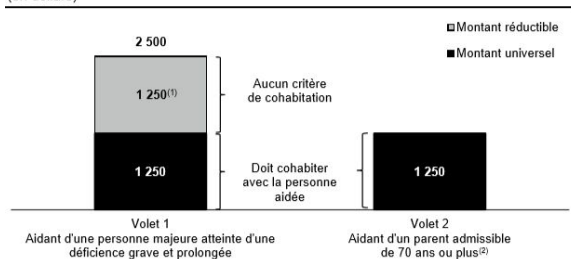 Montant réductible
Montant universel
2 500
1 250(1)
Aucun critère
de cohabitation
1 250
Doit cohabiter
avec la personne
aidée
1 250
Volet 1
Aidant d'une personne majeure atteinte d'une
déficience grave et prolongée
Volet 2
Aidant d'un parent admissible
de 70 ans ou plus(2)